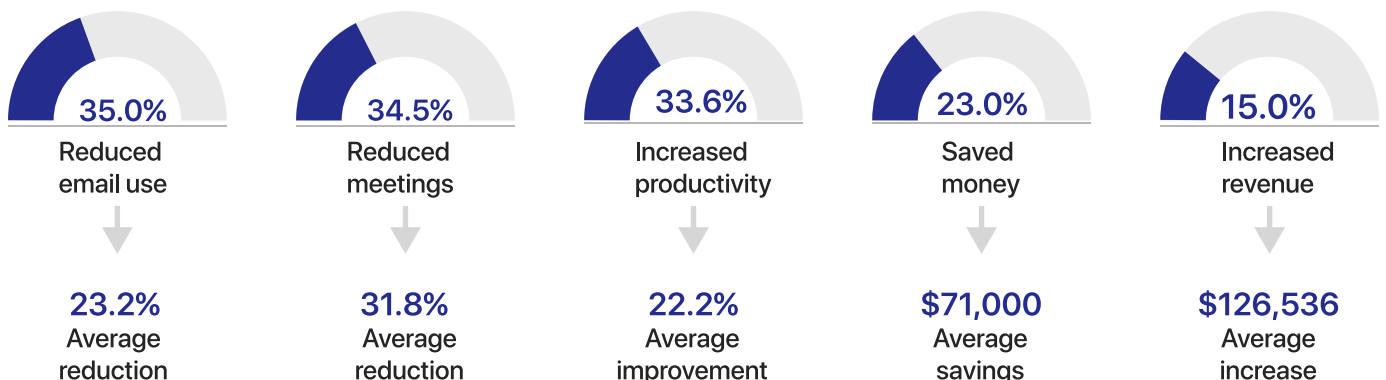 35.0%
34.5%
33.6%
23.0%
15.0%
Reduced
email use
Reduced
meetings
Increased
productivity
Saved
money
Increased
revenue
23.2%
Average
reduction
31.8%
Average
reduction
22.2%
Average
improvement
$71,000
Average
savings
$126,536
Average
increase